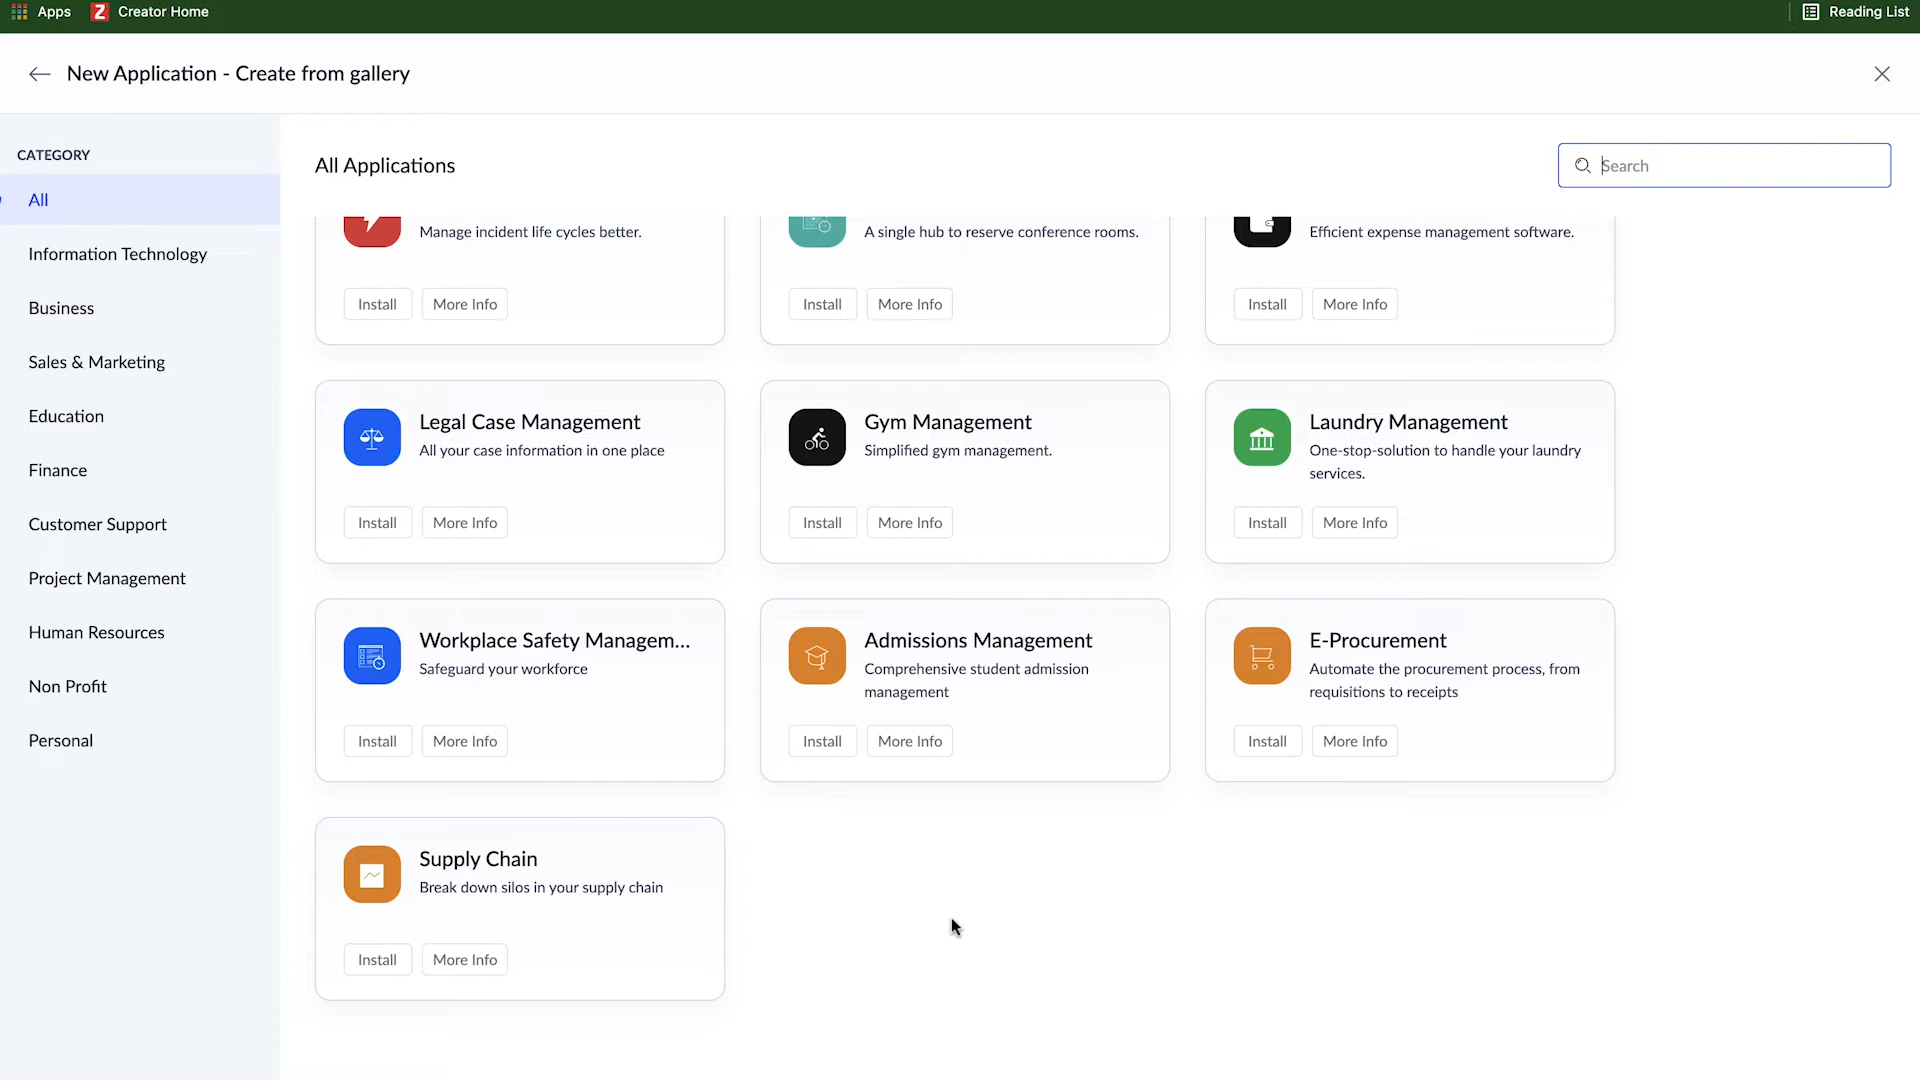 Apps
Z Creator Home
Reading List
New Application - Create from gallery
CATEGORY
All
Information Technology
Business
Sales & Marketing
Education
Finance
Customer Support
Project Management
Human Resources
Non Profit
Personal
All Applications
Search
Manage incident life cycles better.
Install More Info
A single hub to reserve conference rooms.
Install More Info
Efficient expense management software.
Install More Info
Legal Case Management
All your case information in one place
Install More Info
Gym Management
Simplified gym management.
Install More Info
Laundry Management
One-stop-solution to handle your laundry
services.
Install More Info
Workplace Safety Managem...
Safeguard your workforce
Install More Info
Admissions Management
Comprehensive student admission
management
Install More Info
E-Procurement
Automate the procurement process, from
requisitions to receipts
Install More Info
Supply Chain
Break down silos in your supply chain
Install More Info